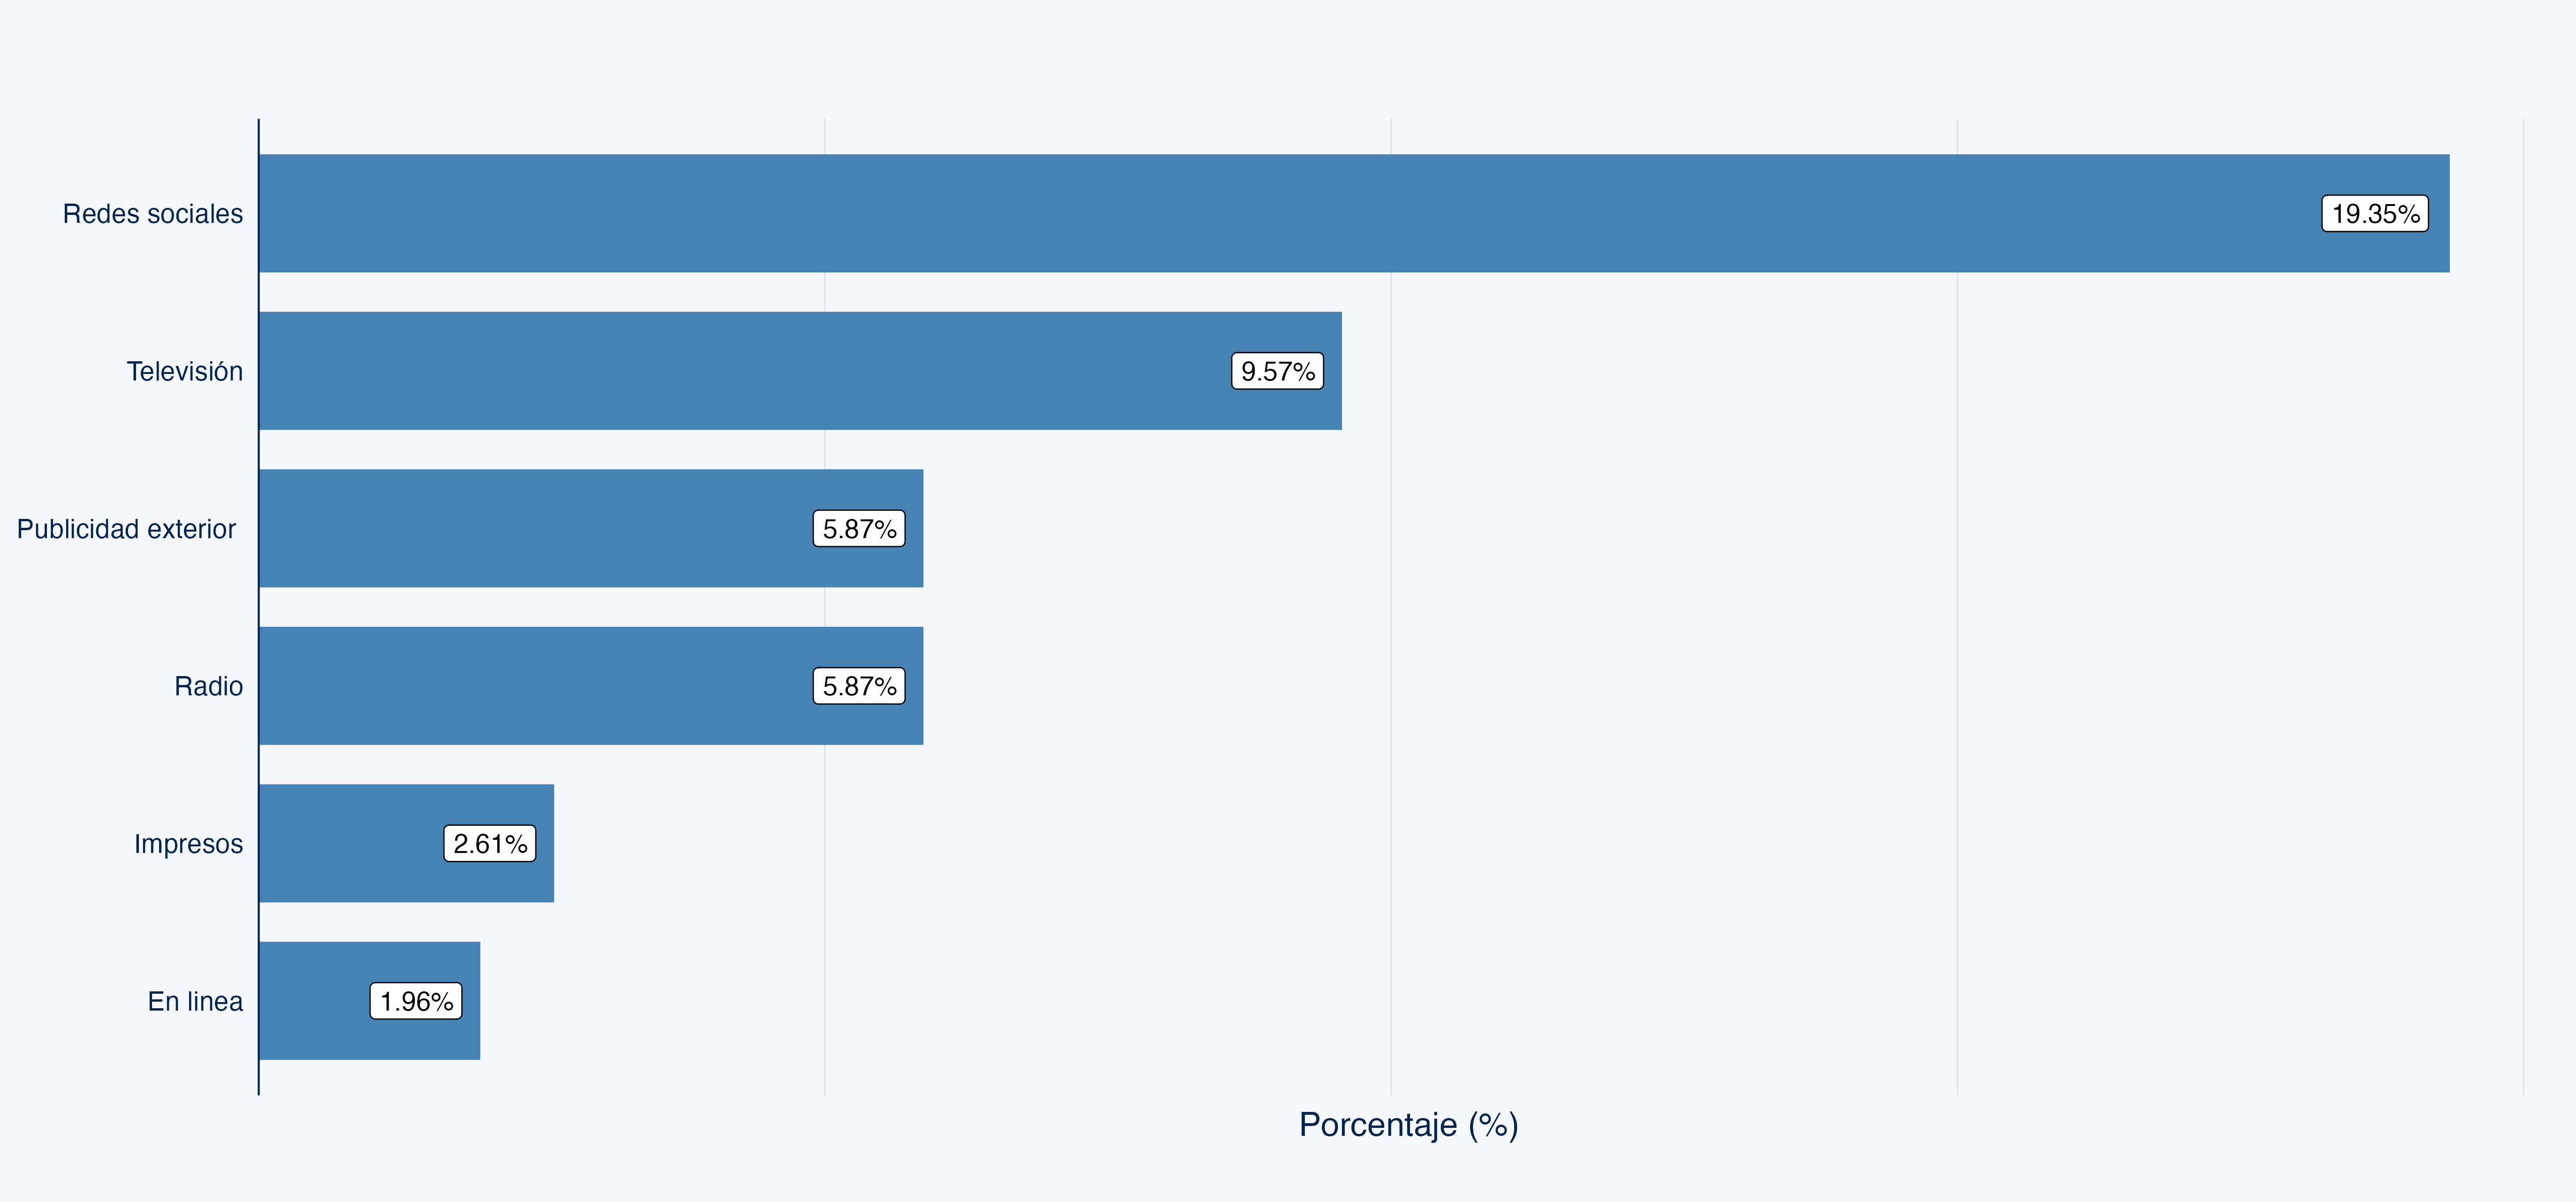 Redes sociales
19.35%
Televisión
9.57%
Publicidad exterior
5.87%
Radio
5.87%
Impresos
2.61%
En linea
1.96%
Porcentaje (%)